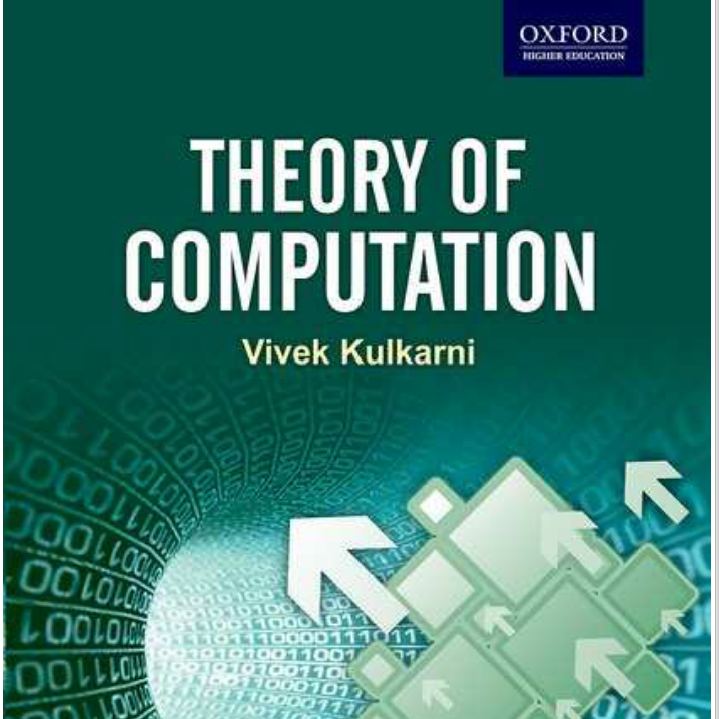 OXFORD
HIGHER EDUCATION
THEORY OF
COMPUTATION
Vivek Kulkarni